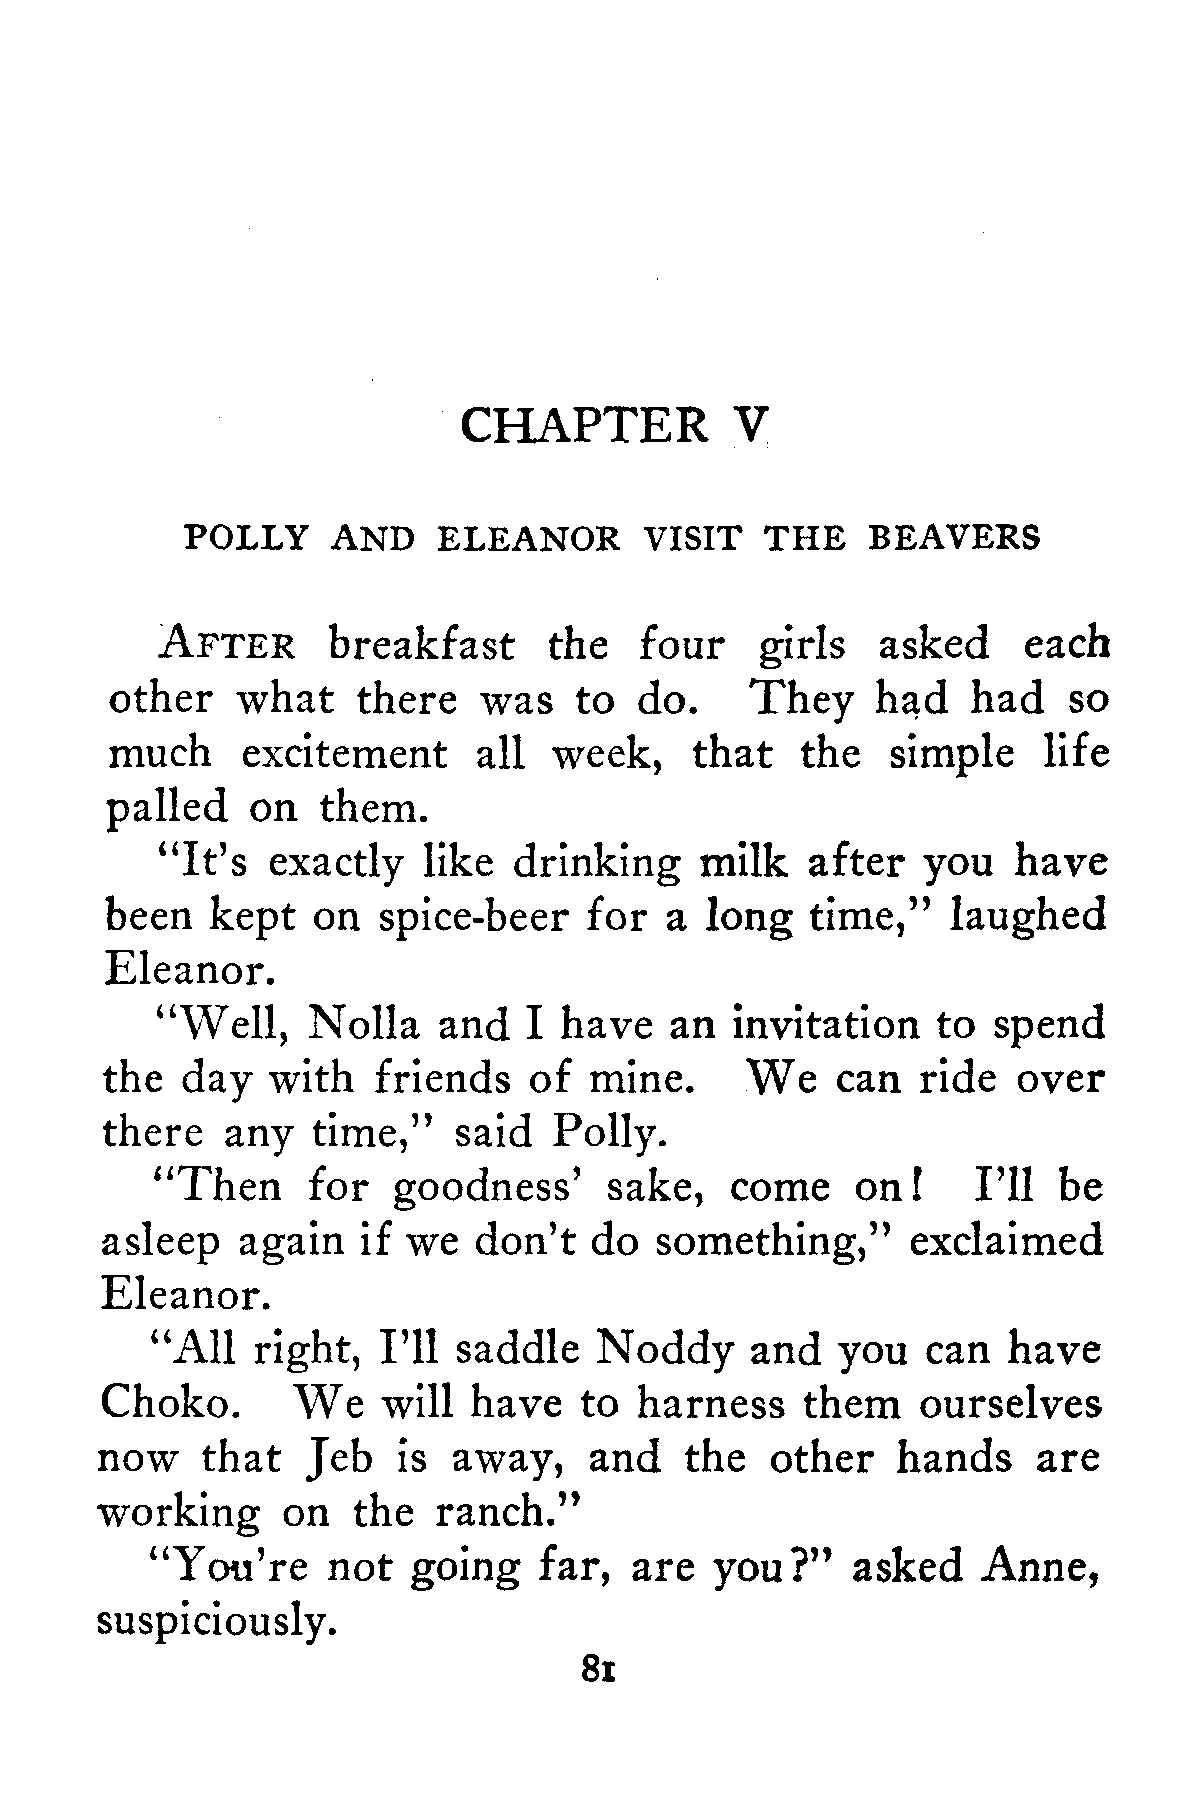 CHAPTER V
POLLY AND ELEANOR VISIT THE BEAVERS
AFTER breakfast the four girls asked each
other what there was to do. They had had so
much excitement all week, that the simple life
palled on them.
“It’s exactly like drinking milk after you have
been kept on spice-beer for a long time,” laughed
Eleanor.
“Well, Nolla and I have an invitation to spend
the day with friends of mine. We can ride over
there any time,” said Polly.
“Then for goodness’ sake, come on! I’ll be
asleep again if we don’t do something,” exclaimed
Eleanor.
“All right, I’ll saddle Noddy and you can have
Choko. We will have to harness them ourselves
now that Jeb is away, and the other hands are
working on the ranch.”
“You’re not going far, are you?” asked Anne,
suspiciously.
81